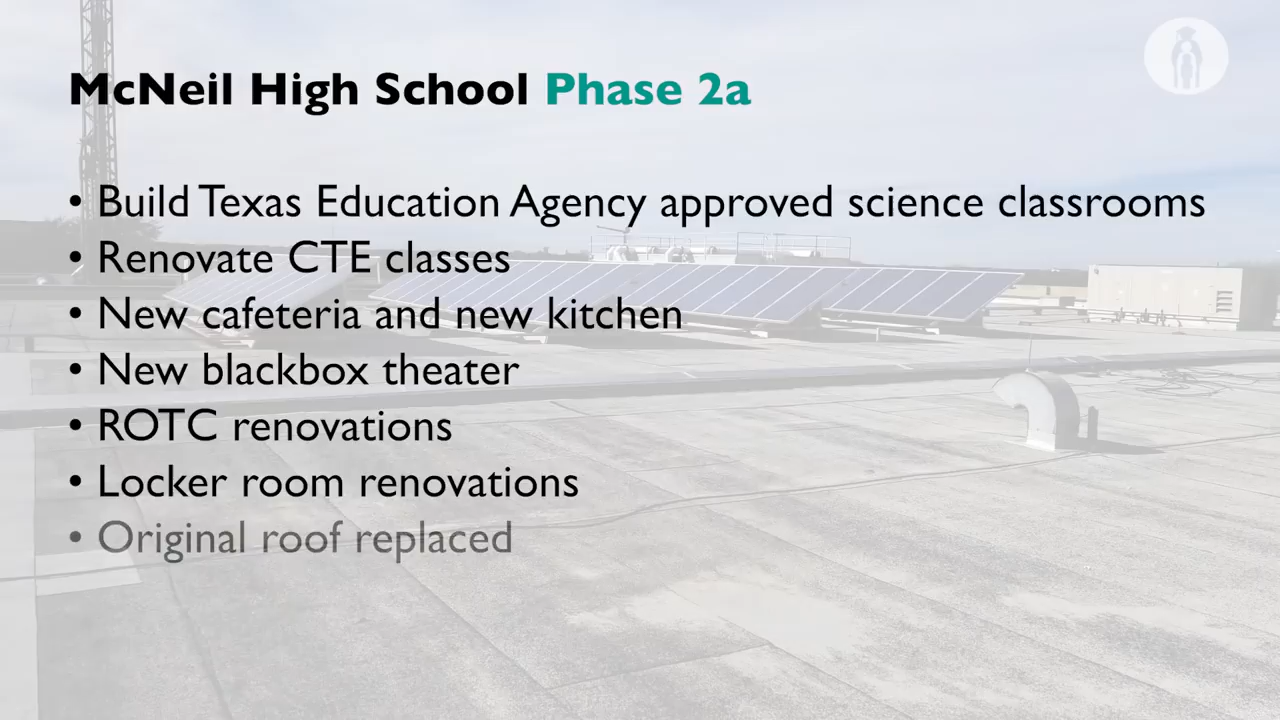 McNeil High School Phase 2a
• Build Texas Education Agency approved science classrooms
• Renovate CTE classes
• New cafeteria and new kitchen
• New blackbox theater
• ROTC renovations
• Locker room renovations
• Original roof replaced